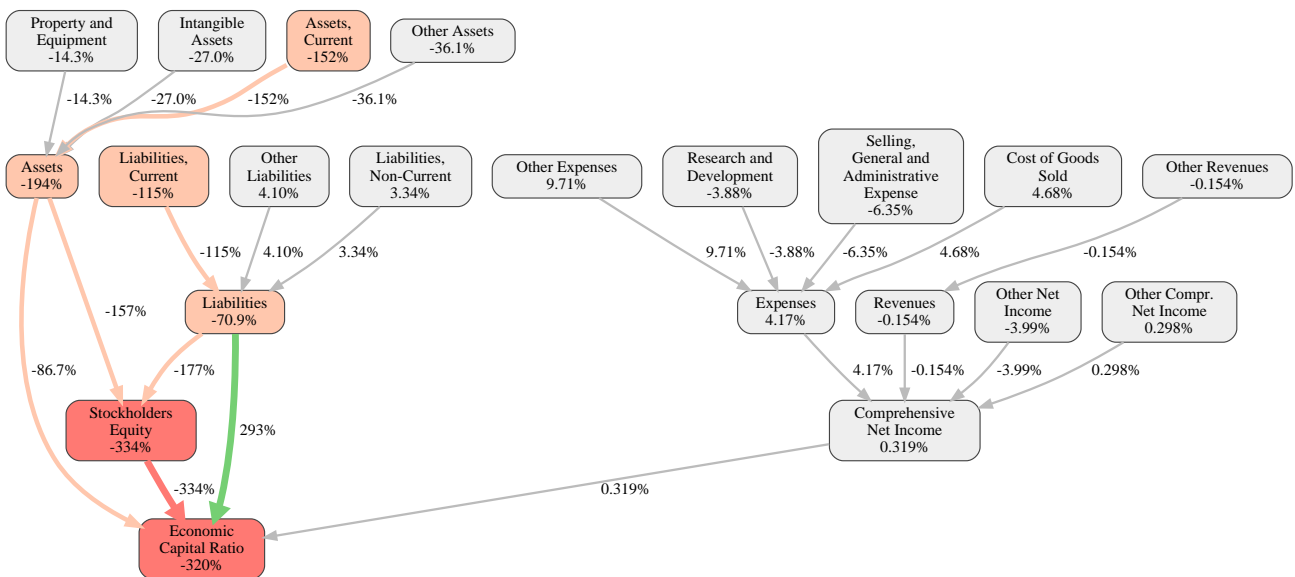 Property and
Equipment
-14.3%
Intangible
Assets
-27.0%
Assets,
Current
-152%
Other Assets
-36.1%
-14.3%
-27.0%
-152%
-36.1%
Assets
-194%
Liabilities,
Current
-115%
Other
Liabilities
4.10%
Liabilities,
Non-Current
3.34%
Other Expenses
9.71%
Research and
Development
-3.88%
Selling,
General and
Administrative
Expense
-6.35%
Cost of Goods
Sold
4.68%
Other Revenues
-0.154%
-115%
4.10%
3.34%
9.71%
-3.88%
-6.35%
4.68%
-0.154%
Liabilities
-70.9%
Expenses
4.17%
Revenues
-0.154%
Other Net
Income
-3.99%
Other Compr.
Net Income
0.298%
-157%
-86.7%
-177%
4.17%
-0.154%
-3.99%
0.298%
Stockholders
Equity
-334%
293%
Comprehensive
Net Income
0.319%
-334%
0.319%
Economic
Capital Ratio
-320%